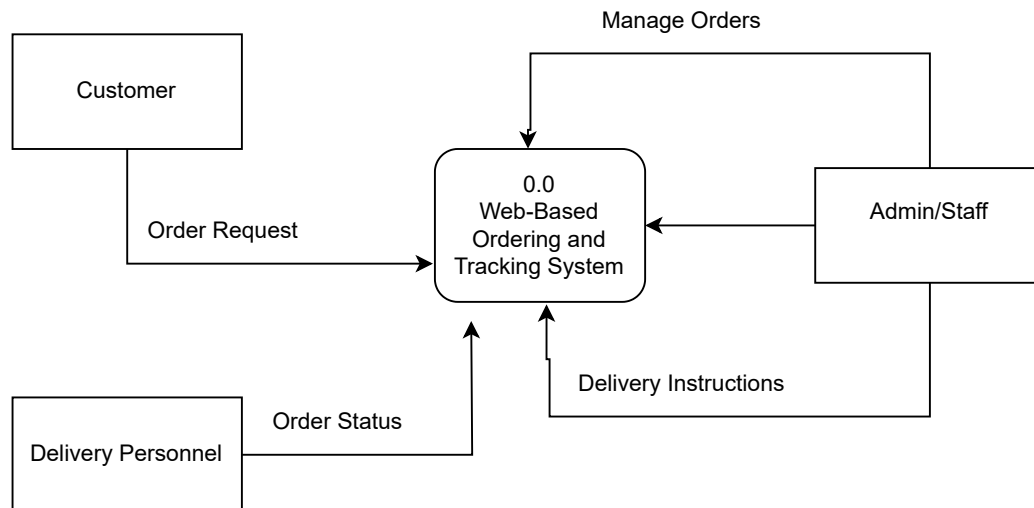 Manage Orders
Customer
0.0
Web-Based
Ordering and
Tracking System
Admin/Staff
Order Request
Delivery Instructions
Order Status
Delivery Personnel